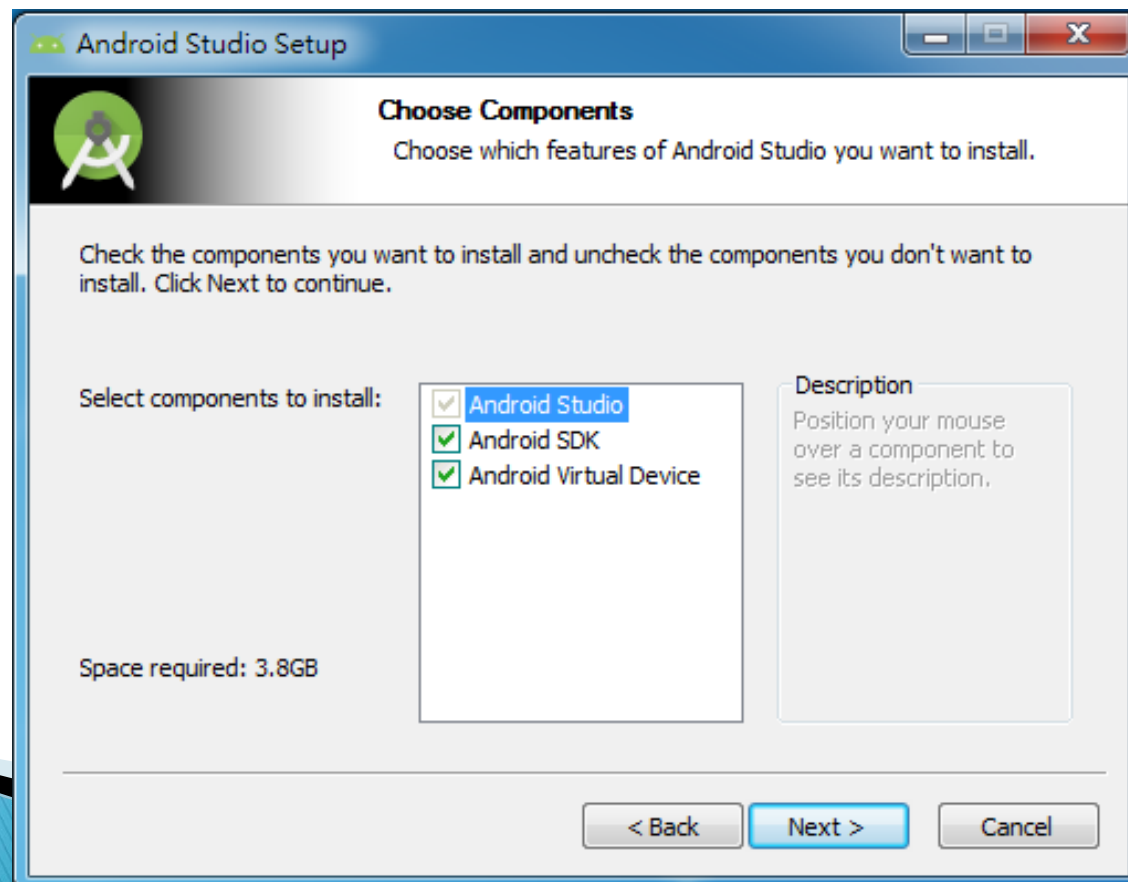 Android Studio Setup
Choose Components
Choose which features of Android Studio you want to install.
Check the components you want to install and uncheck the components you don't want to
install. Click Next to continue.
Select components to install:
Android Studio
Android SDK
Android Virtual Device
Description
Position your mouse
over a component to
see its description.
Space required: 3.8GB
< Back
Next >
Cancel